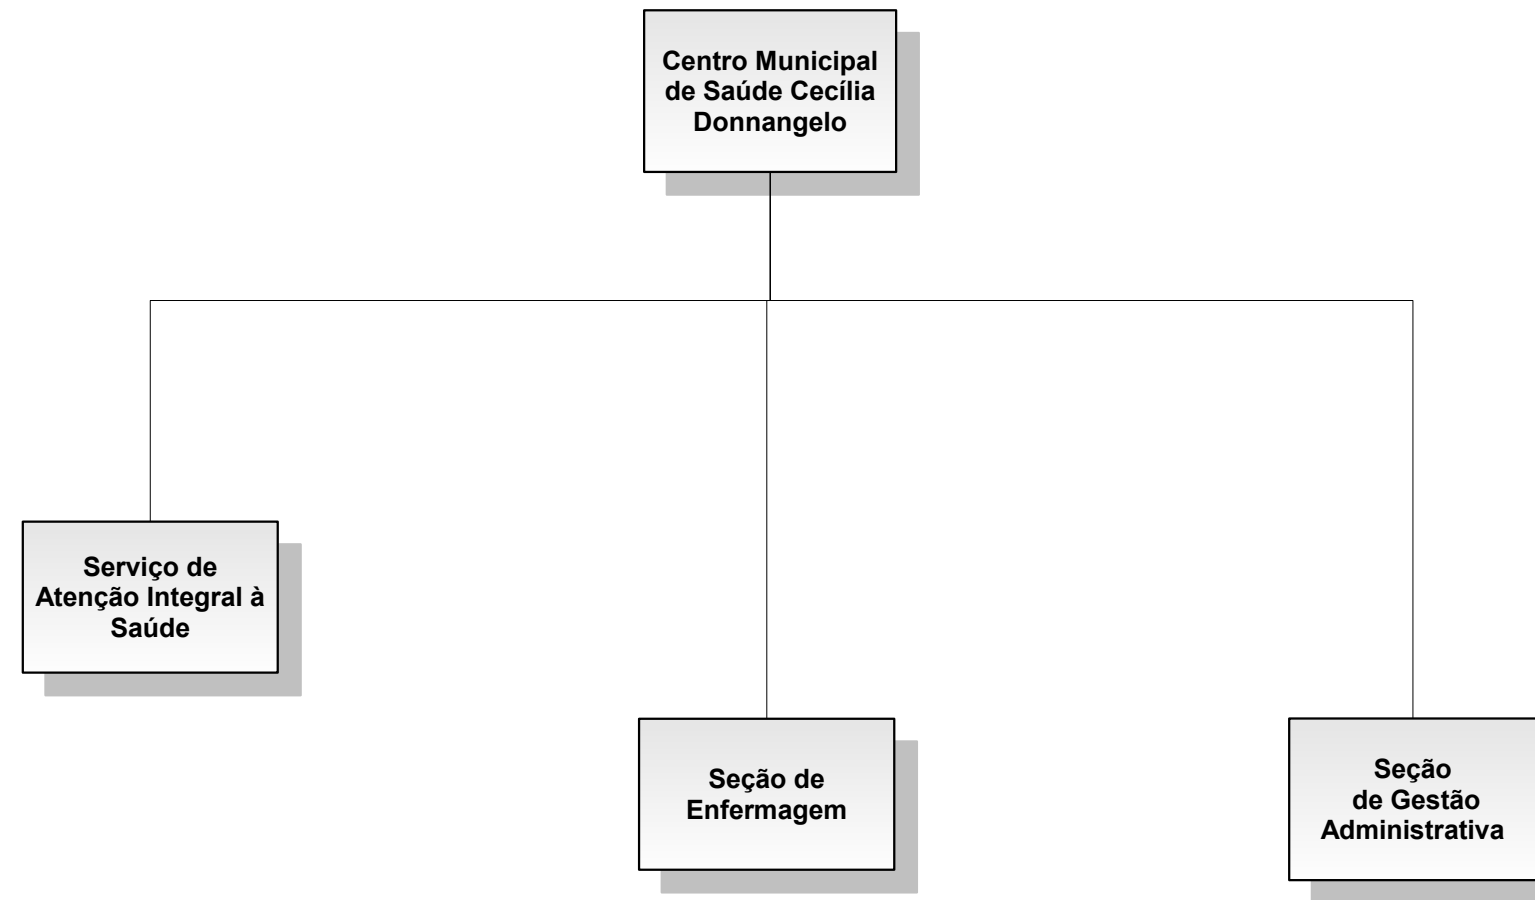 Centro Municipal
de Saúde Cecília
Donnangelo
Serviço de
Atenção Integral à
Saúde
Seção de
Enfermagem
Seção
de Gestão
Administrativa